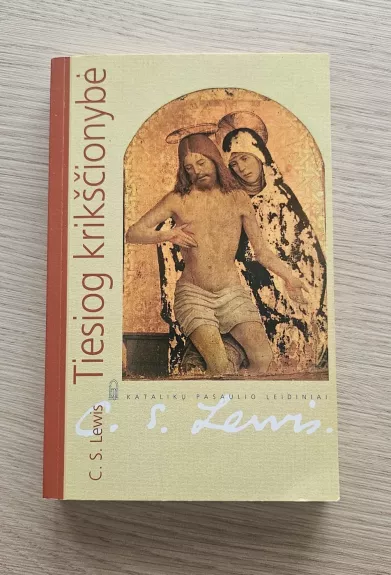 Tiesiog krikščionybė
C. S. Lewis
KATALIKŲ PASAULIO LEIDINIAI
C. S. Lewis.